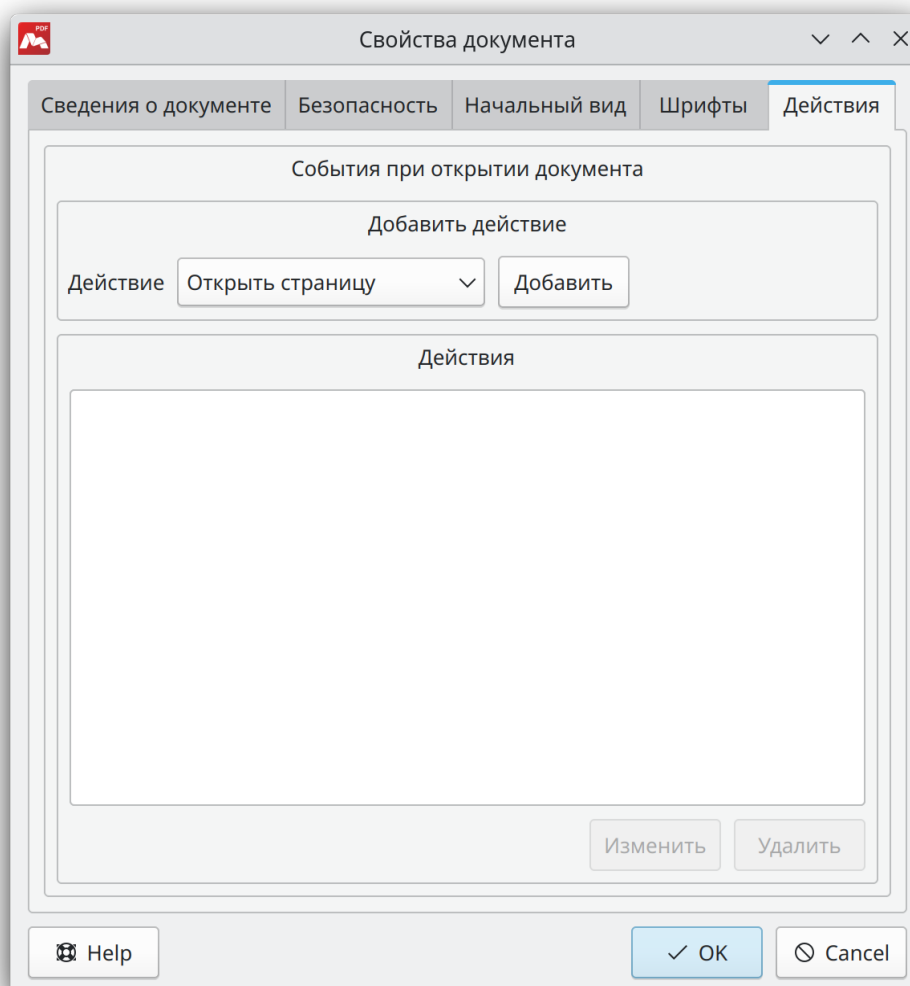 PDF
Свойства документа
Сведения о документе Безопасность Начальный вид Шрифты Действия
События при открытии документа
Добавить действие
Действие Открыть страницу Добавить
Действия
Изменить Удалить
Help OK Cancel